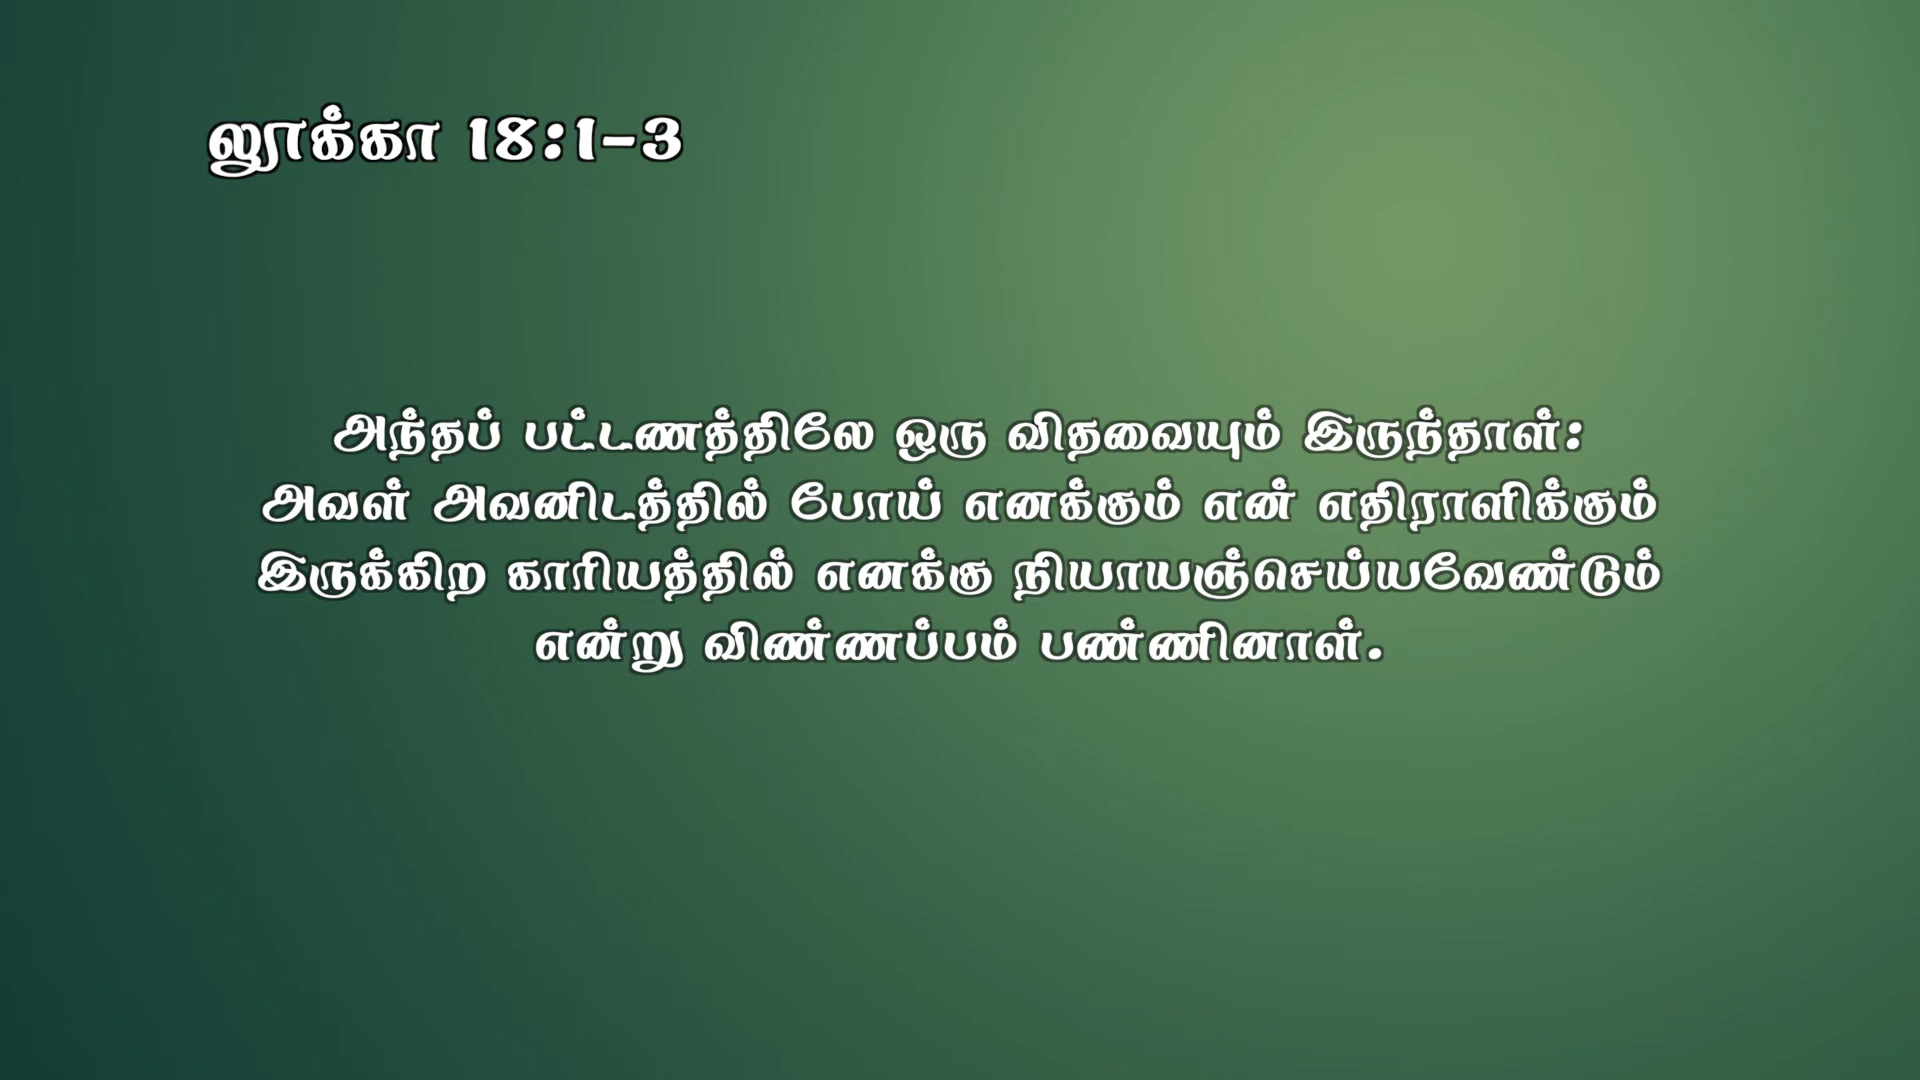 லூக்கா 18:1-3
அந்தப் பட்டணத்திலே ஒரு விதவையும் இருந்தாள்:
அவள் அவனிடத்தில் போய் எனக்கும் என் எதிராளிக்கும்
இருக்கிற காரியத்தில் எனக்கு நியாயஞ்செய்யவேண்டும்
என்று விண்ணப்பம் பண்ணினாள்.